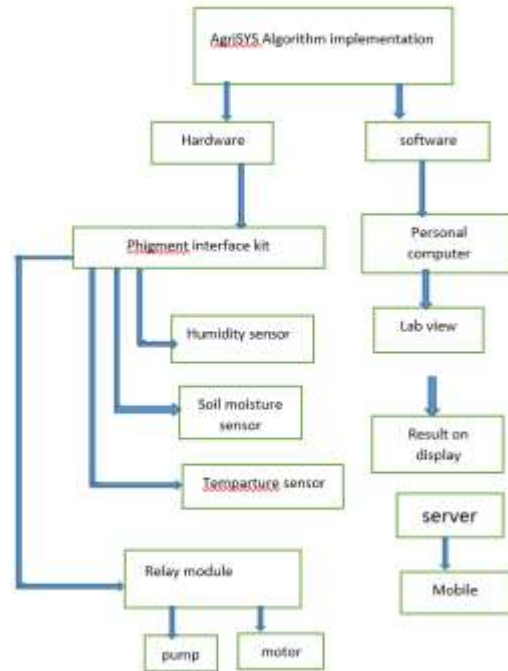 AgriSYS Algorithm implementation
Hardware
software
Phigment interface kit
Personal
computer
Humidity sensor
Lab view
Soil moisture
sensor
Result on
display
Temparture sensor
server
Relay module
Mobile
pump
motor